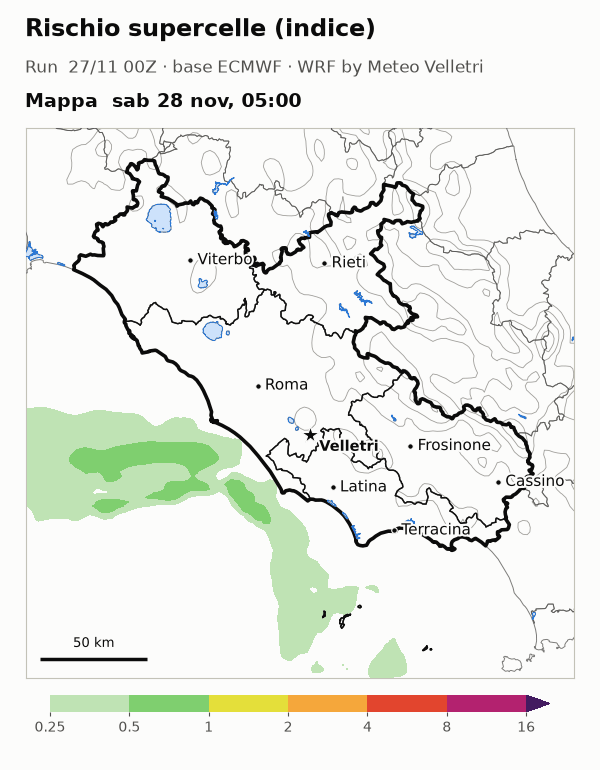 Rischio supercelle (indice)
Run  27/11 00Z · base ECMWF · WRF by Meteo Velletri
Mappa  sab 28 nov, 05:00
Viterbo
Rieti
Roma
Velletri
Frosinone
Latina
Cassino
Terracina
50 km
0.25 0.5 1 2 4 8 16